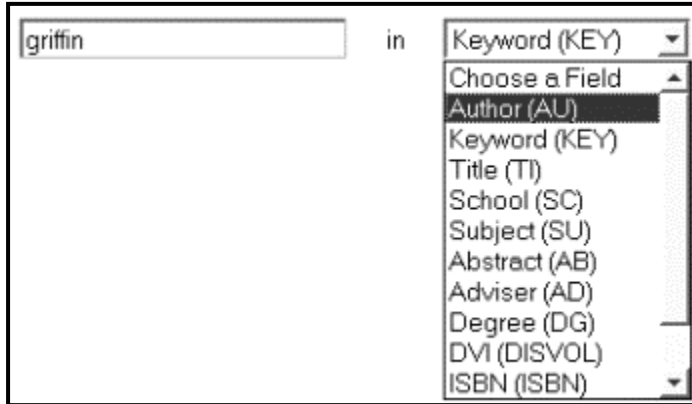 griffin in Keyword (KEY)
Choose a Field
Author (AU)
Keyword (KEY)
Title (TI)
School (SC)
Subject (SU)
Abstract (AB)
Adviser (AD)
Degree (DG)
DVI (DISVOL)
ISBN (ISBN)